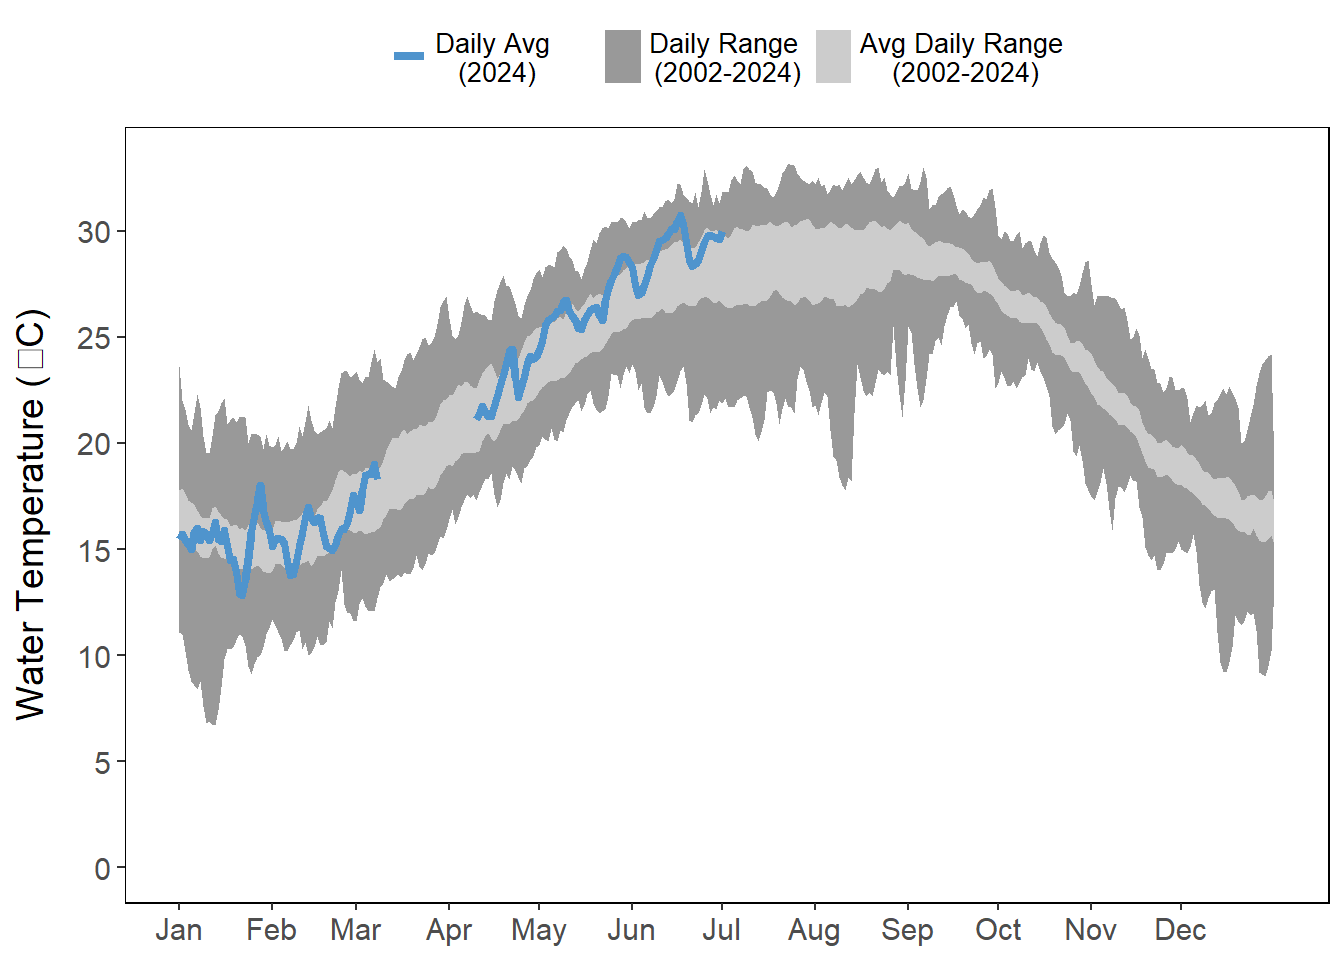 Daily Avg
(2024)
Daily Range
(2002-2024)
Avg Daily Range
(2002-2024)
Water Temperature (□C)
30
25
20
15
10
5
0
Jan Feb Mar Apr May Jun Jul Aug Sep Oct Nov Dec